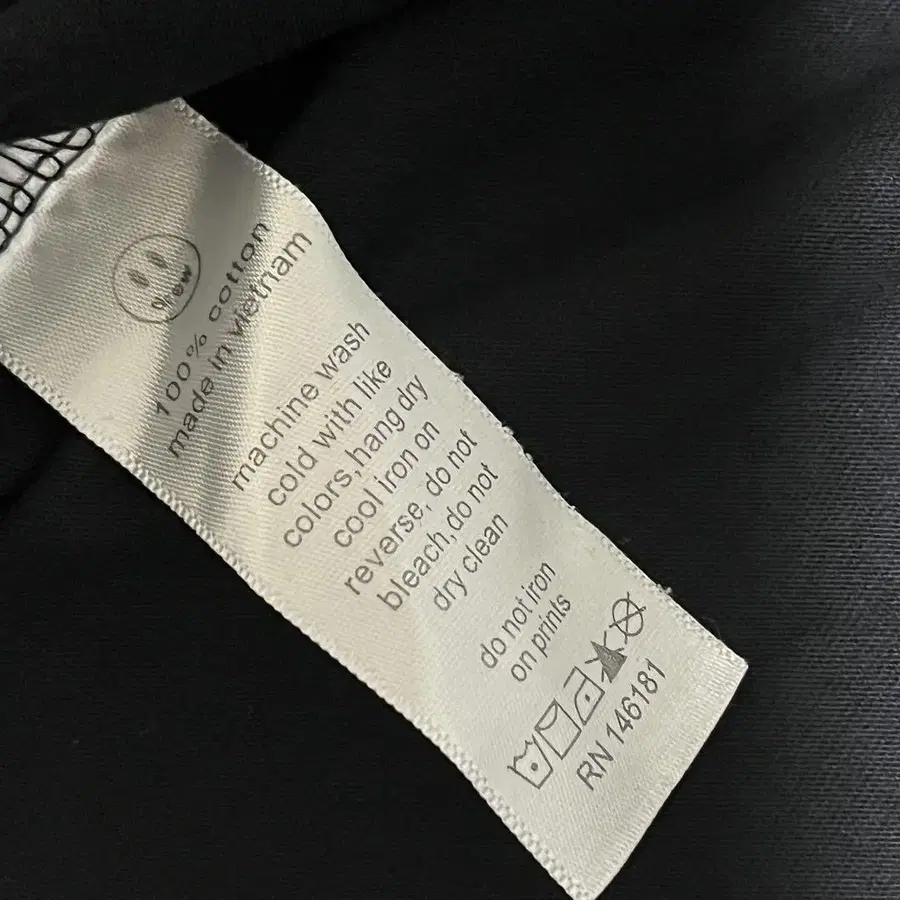 drew
100% cotton
made in vietnam
machine wash
cold with like
colors, hang dry
cool iron on
reverse, do not
bleach, do not
dry clean
do not iron
on prints
RN 146181